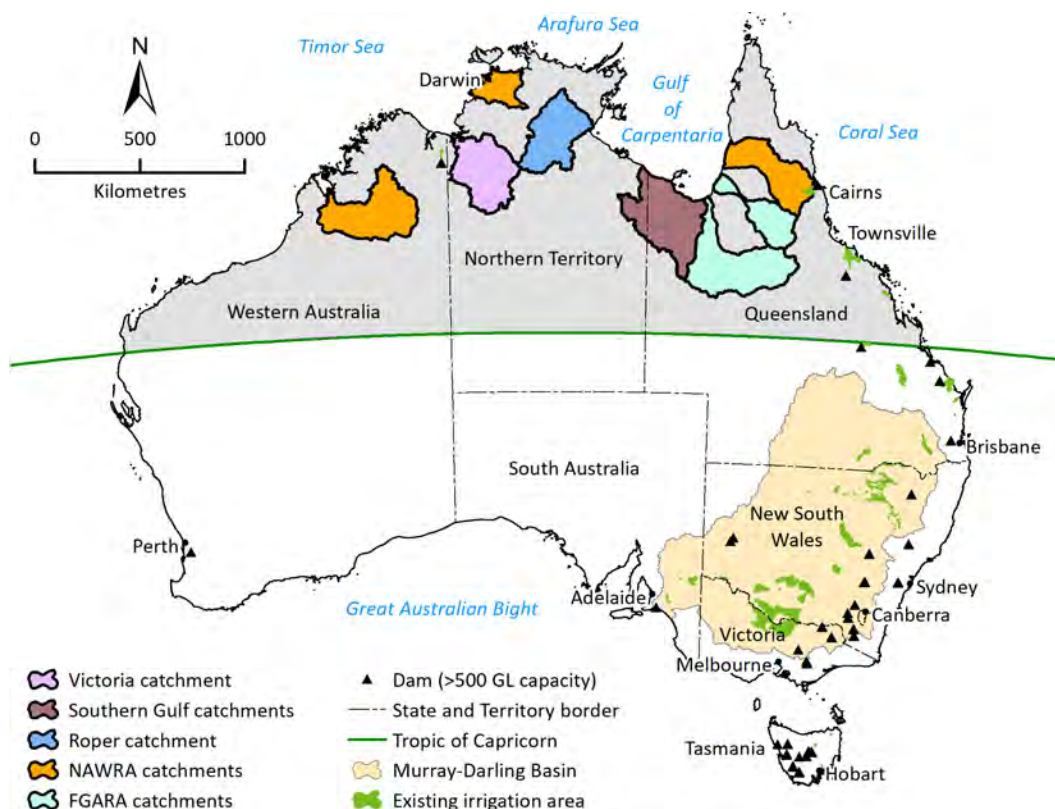 Arafura Sea
Timor Sea
N
Darwin
Gulf
of
Carpentaria
Coral Sea
0 500 1000
Kilometres
Cairns
Townsville
Northern Territory
Western Australia
Queensland
Brisbane
South Australia
New South
Wales
Perth
Sydney
Adelaide
Great Australian Bight
Canberra
Victoria
Melbourne
Victoria catchment
Southern Gulf catchments
Roper catchment
NAWRA catchments
FGARA catchments
Dam (>500 GL capacity)
State and Territory border
Tropic of Capricorn
Murray-Darling Basin
Existing irrigation area
Tasmania
Hobart